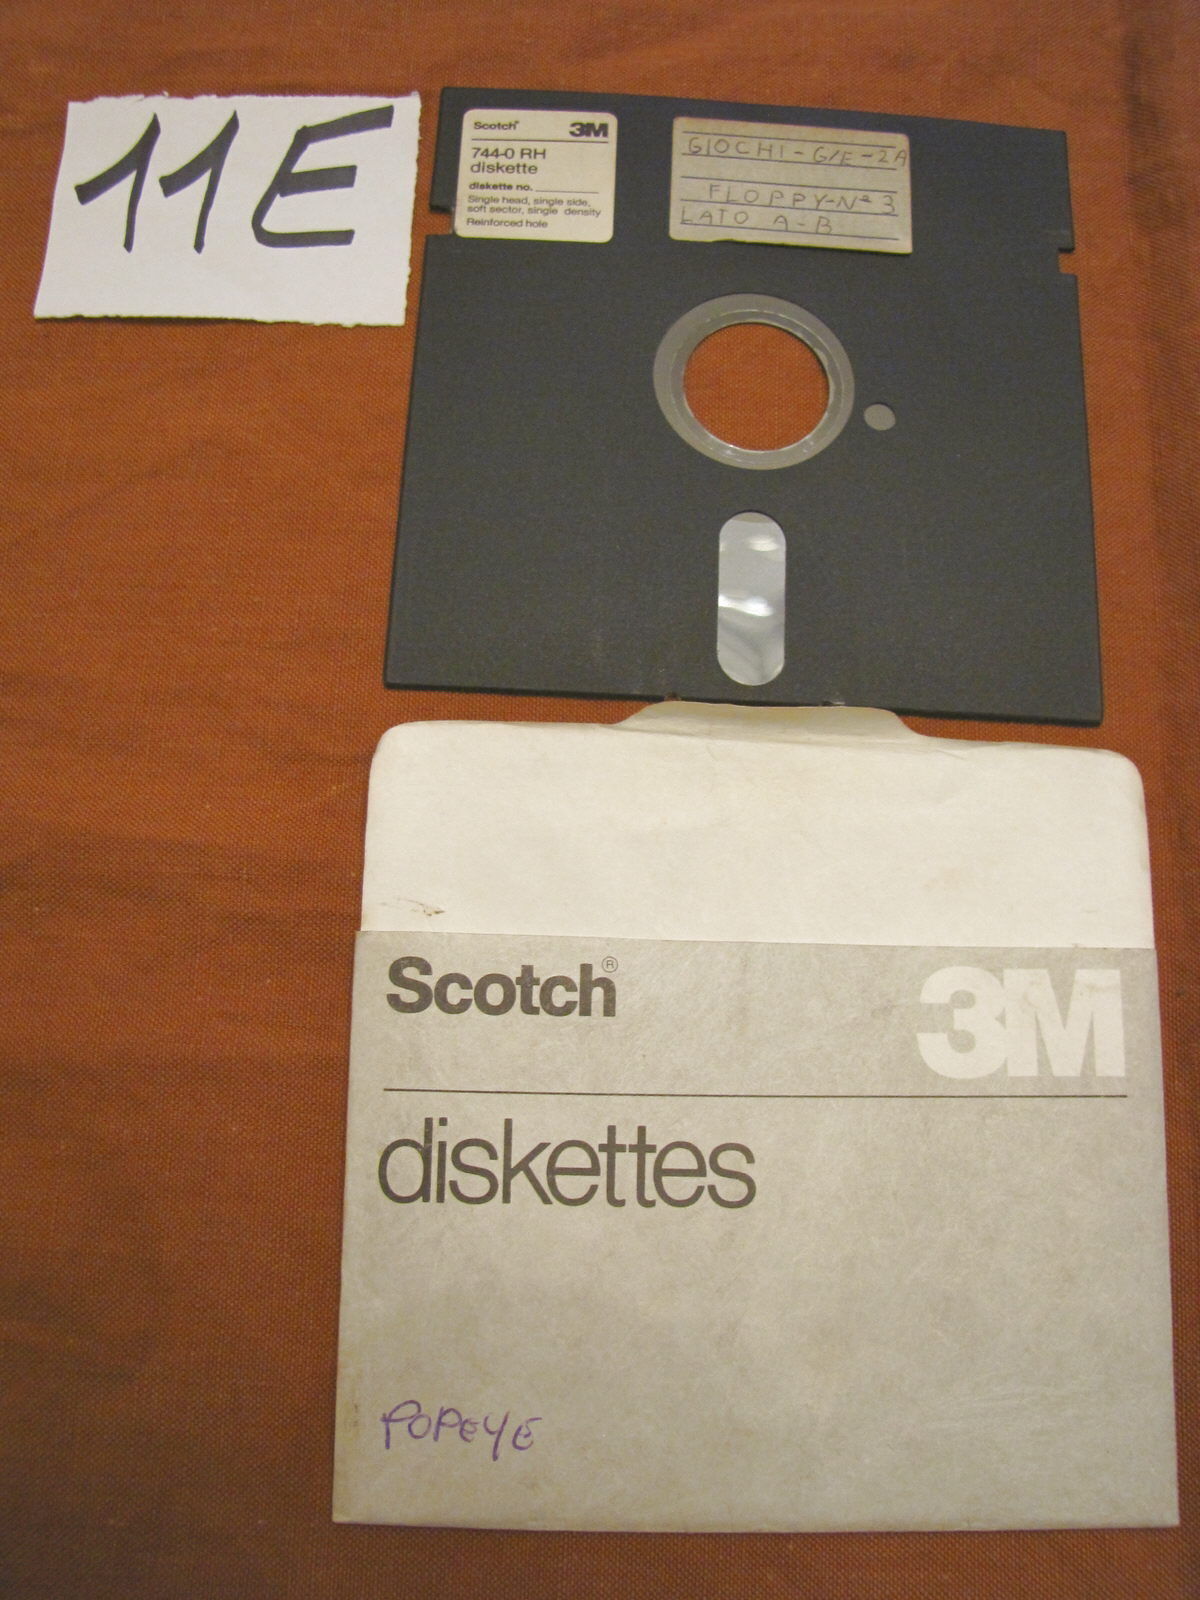 11E
Scotch® 3M
744-0 RH
diskette
diskette no.
Single head, single side,
soft sector, single density
Reinforced hole
GIOCHI-G/E-2A
FLOPPY-Nº 3
LATO A-B
Scotch® 3M
diskettes
POPEYE